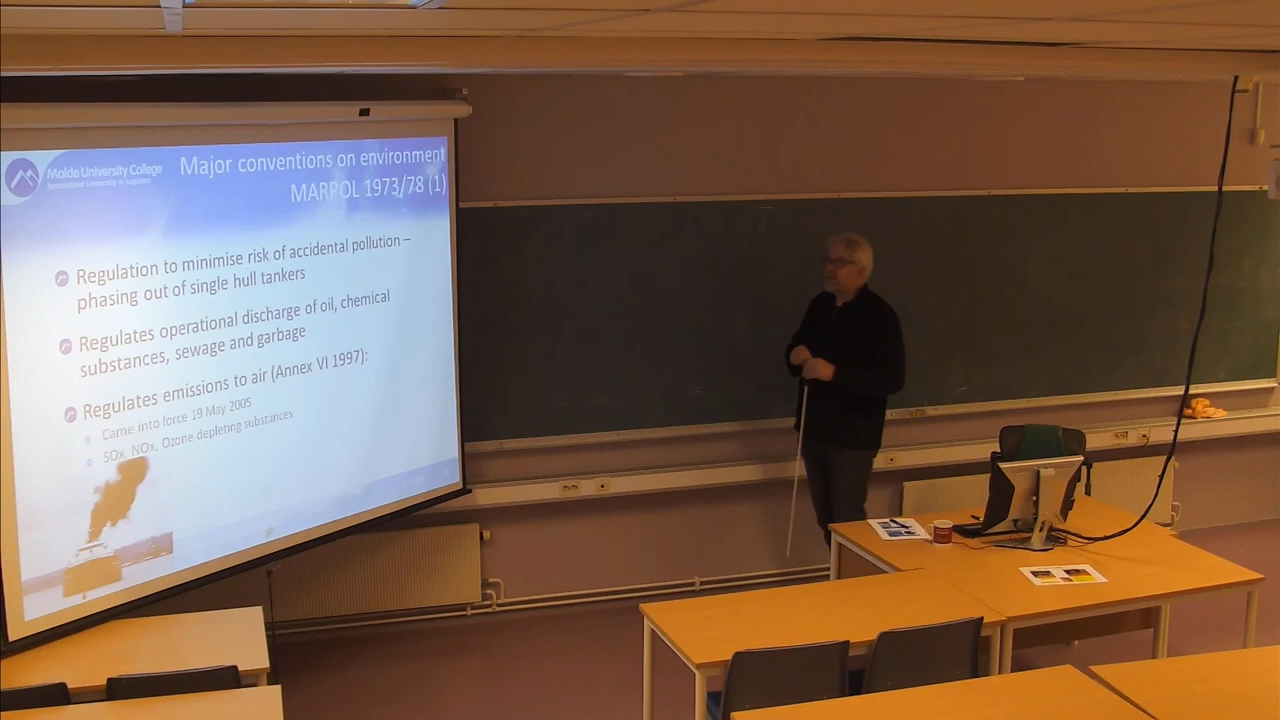 Molde University College
Specialized University in Logistics
Major conventions on environment
MARPOL 1973/78 (1)
Regulation to minimise risk of accidental pollution –
phasing out of single hull tankers
Regulates operational discharge of oil, chemical
substances, sewage and garbage
Regulates emissions to air (Annex VI 1997):
Came into force 19 May 2005
SOx, NOx, Ozone depleting substances